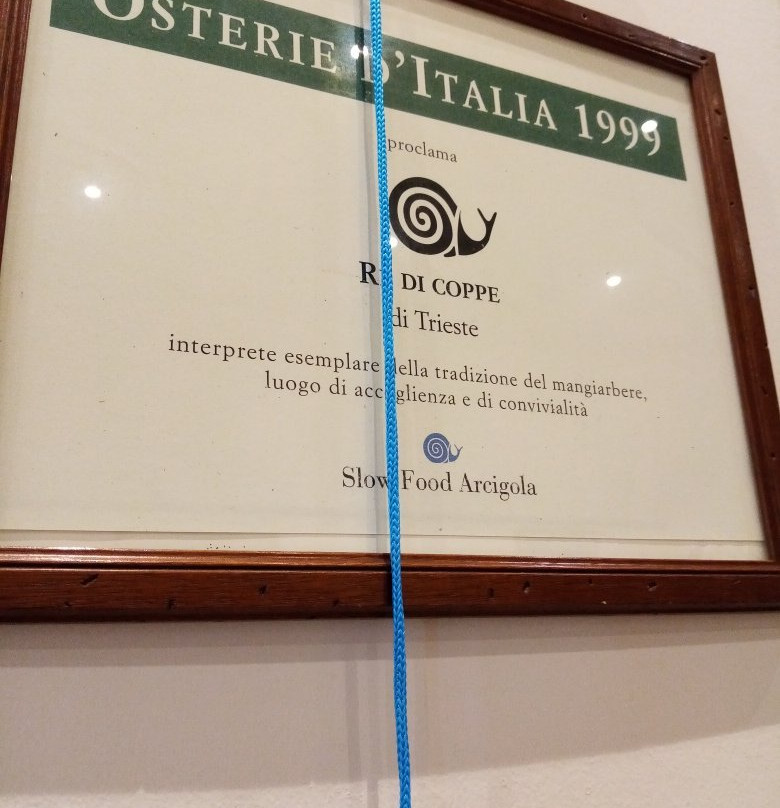 OSTERIE D'ITALIA 1999
proclama
DI COPPE
di Trieste
interprete esemplare della tradizione del mangiarbere,
luogo di accoglienza e di convivialità
Slow Food Arcigola